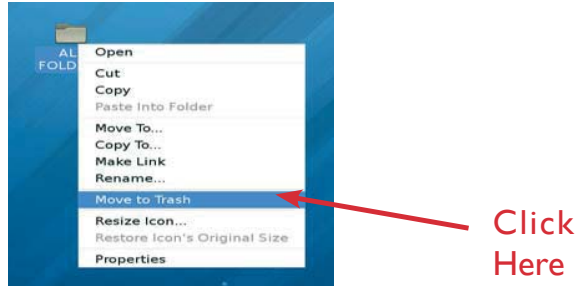 AL
FOLD
Open
Cut
Copy
Paste Into Folder
Move To...
Copy To...
Make Link
Rename...
Move to Trash
Resize Icon...
Restore Icon's Original Size
Properties
Click
Here